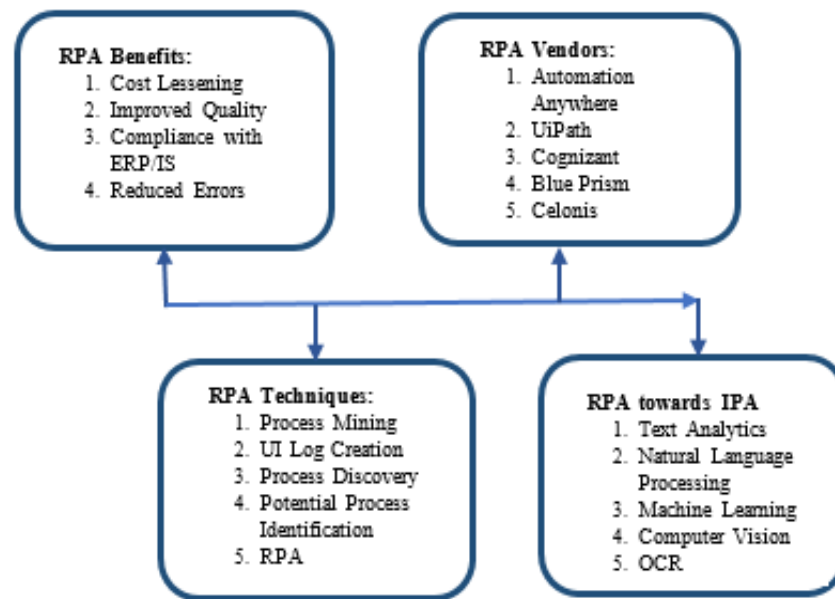 RPA Benefits:
1. Cost Lessening
2. Improved Quality
3. Compliance with
ERP/IS
4. Reduced Errors
RPA Vendors:
1. Automation
Anywhere
2. UiPath
3. Cognizant
4. Blue Prism
5. Celonis
RPA Techniques:
1. Process Mining
2. UI Log Creation
3. Process Discovery
4. Potential Process
Identification
5. RPA
RPA towards IPA
1. Text Analytics
2. Natural Language
Processing
3. Machine Learning
4. Computer Vision
5. OCR